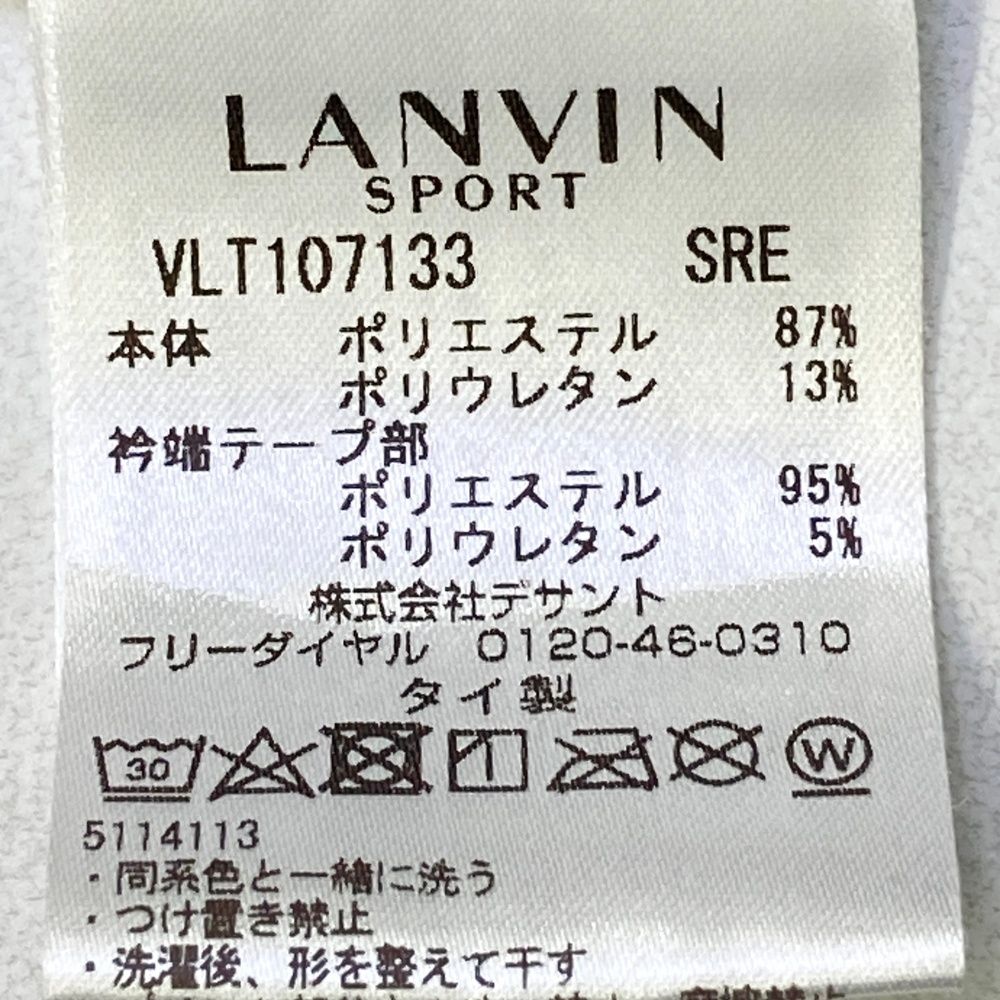 LANVIN
SPORT
VLT107133 SRE
本体 ポリエステル 87%
ポリウレタン 13%
衿端テープ部
ポリエステル 95%
ポリウレタン 5%
株式会社デサント
フリーダイヤル 0120-46-0310
タイ製
30 W
5114113
・同系色と一緒に洗う
・つけ置き禁止
・洗濯後、形を整えて干す